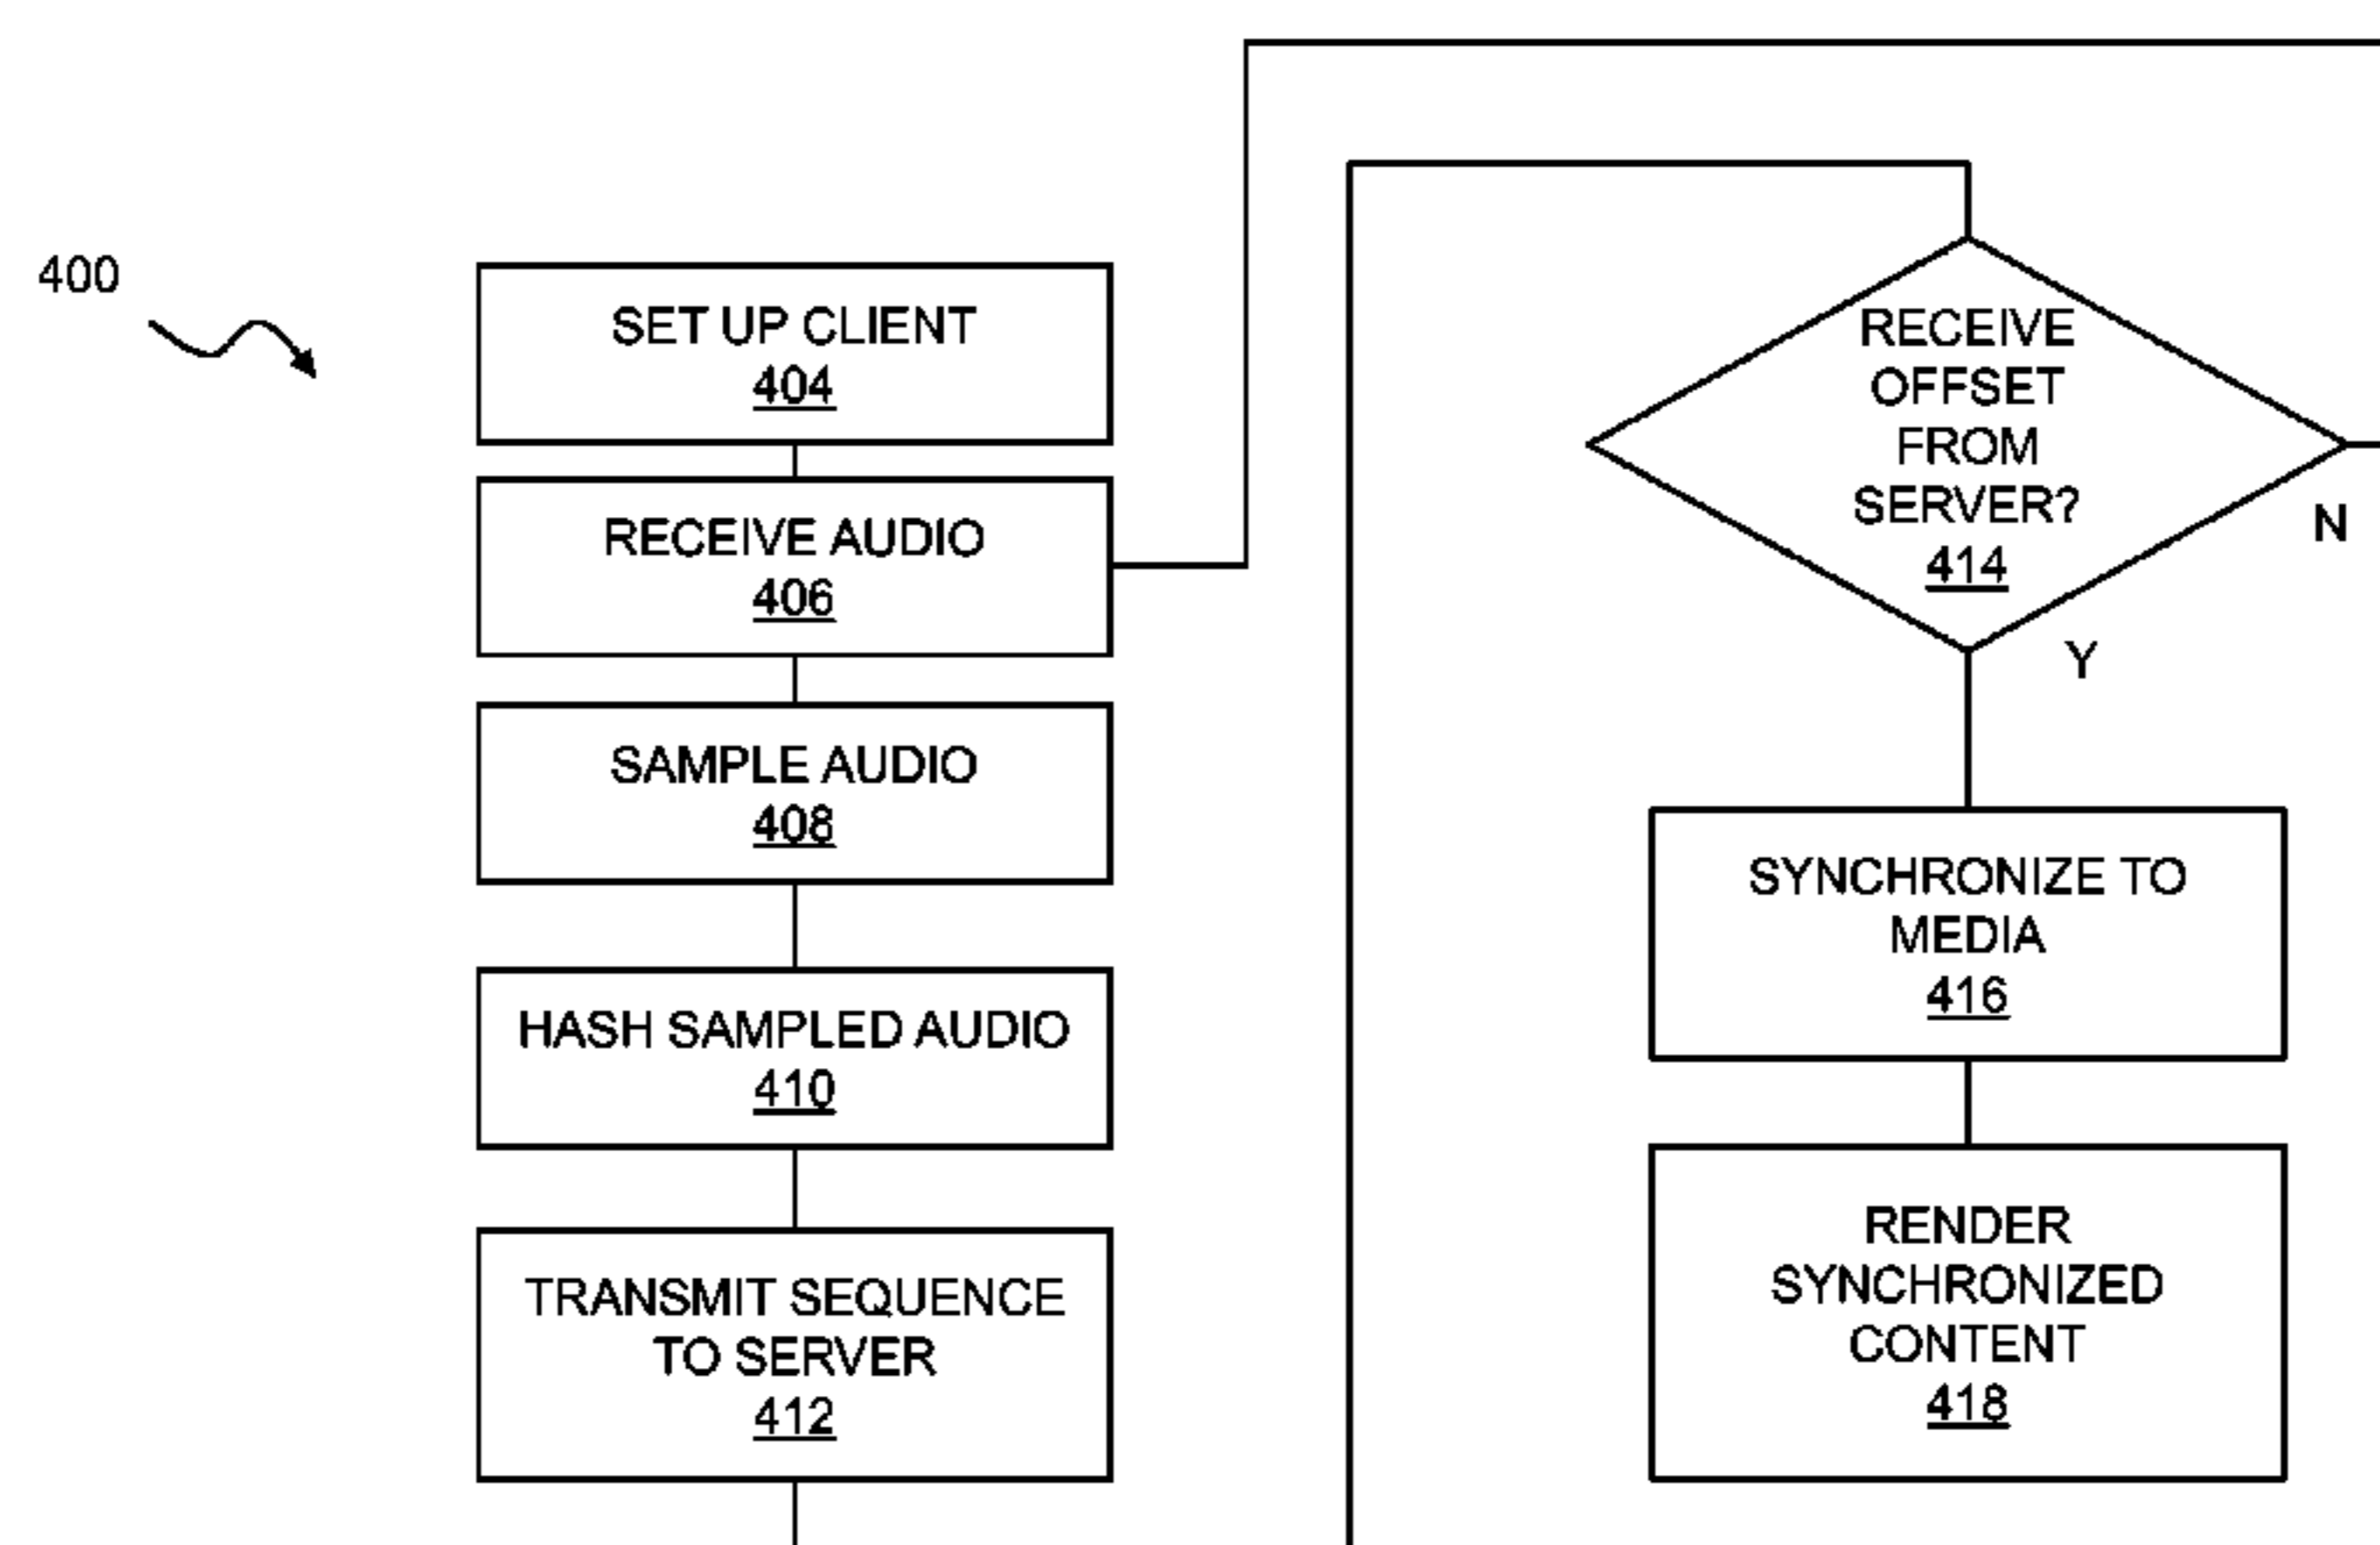 400
SET UP CLIENT
404
RECEIVE AUDIO
406
SAMPLE AUDIO
408
HASH SAMPLED AUDIO
410
TRANSMIT SEQUENCE
TO SERVER
412
RECEIVE
OFFSET
FROM
SERVER?
414
N
Y
SYNCHRONIZE TO
MEDIA
416
RENDER
SYNCHRONIZED
CONTENT
418